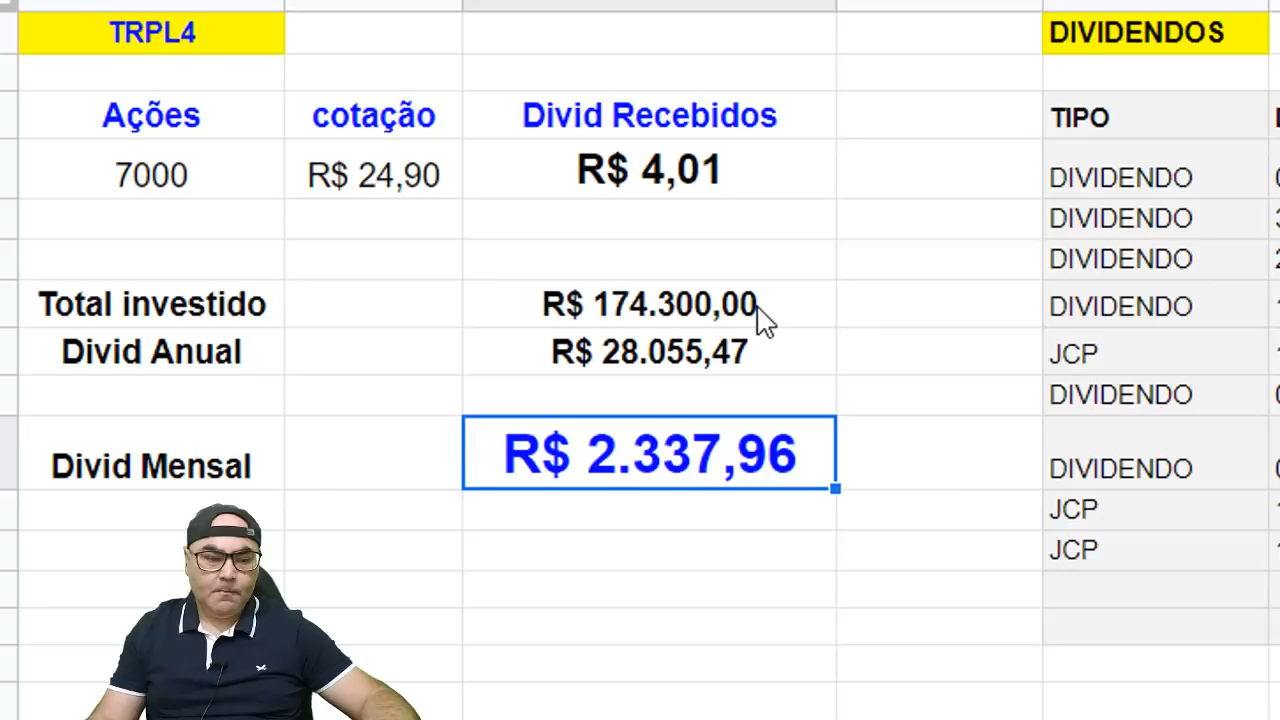 TRPL4
DIVIDENDOS
Ações cotação Divid Recebidos
TIPO
7000 R$ 24,90 R$ 4,01
DIVIDENDO
DIVIDENDO
DIVIDENDO
Total investido R$ 174.300,00
DIVIDENDO
Divid Anual R$ 28.055,47
JCP
DIVIDENDO
Divid Mensal R$ 2.337,96
DIVIDENDO
JCP
JCP